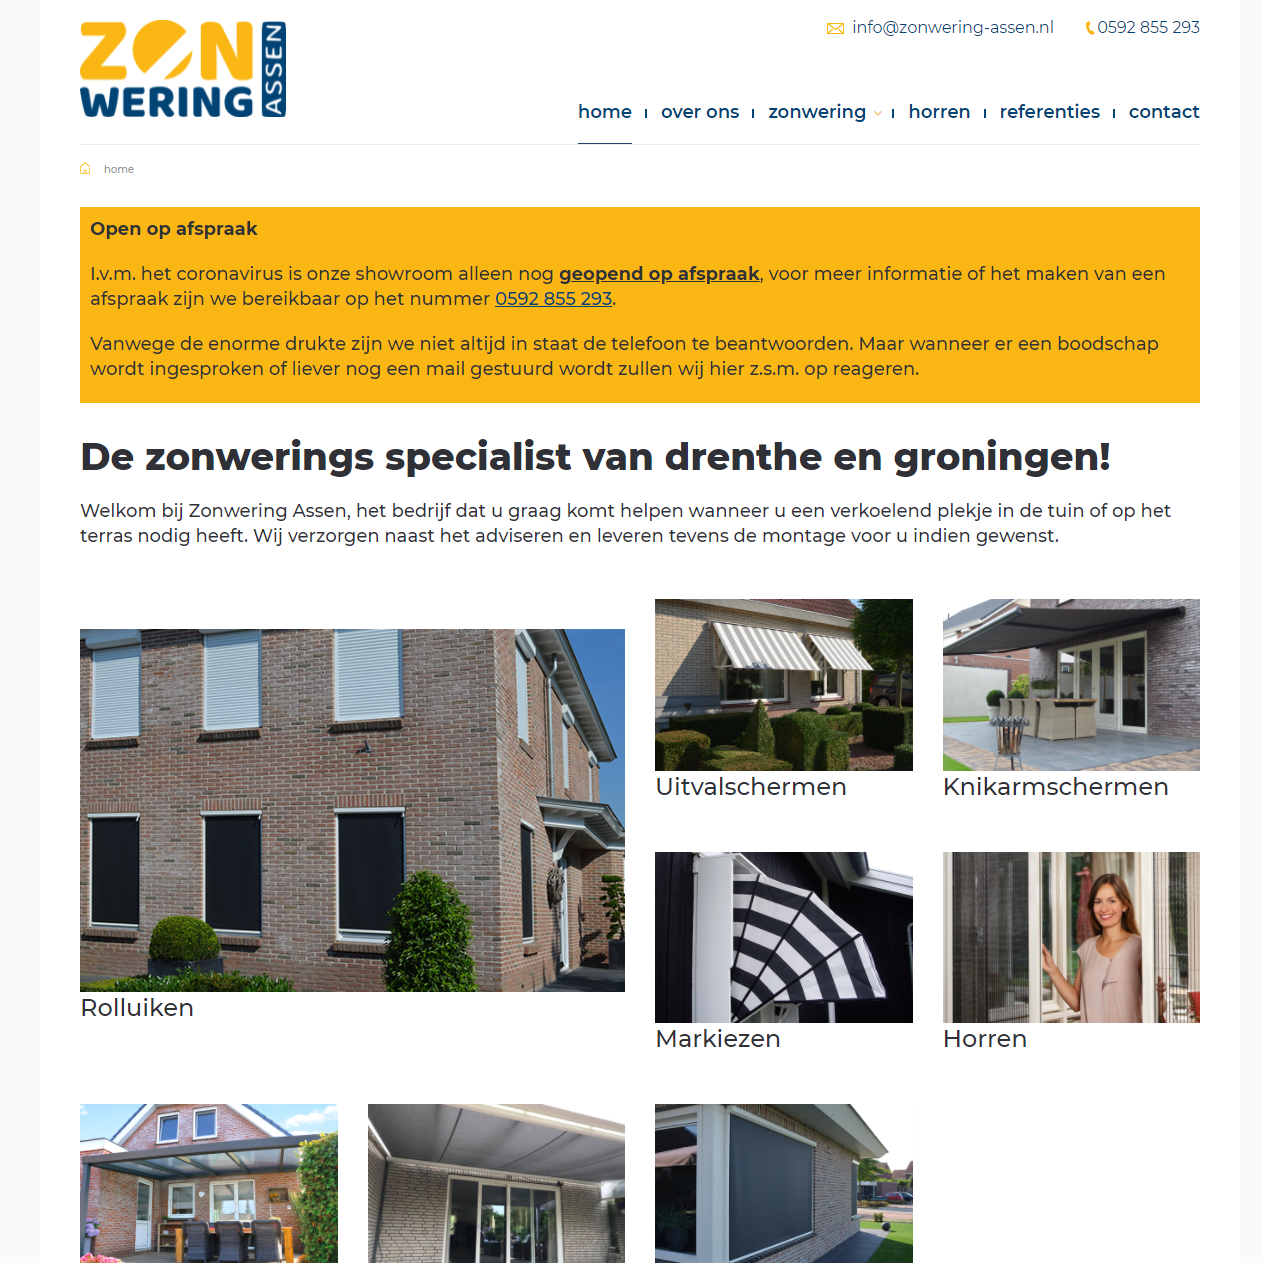 ZON
WERING
ASSEN
info@zonwering-assen.nl
0592 855 293
home
over ons
zonwering
horren
referenties
contact
home
Open op afspraak
I.v.m. het coronavirus is onze showroom alleen nog geopend op afspraak, voor meer informatie of het maken van een
afspraak zijn we bereikbaar op het nummer 0592 855 293.
Vanwege de enorme drukte zijn we niet altijd in staat de telefoon te beantwoorden. Maar wanneer er een boodschap
wordt ingesproken of liever nog een mail gestuurd wordt zullen wij hier z.s.m. op reageren.
De zonwerings specialist van drenthe en groningen!
Welkom bij Zonwering Assen, het bedrijf dat u graag komt helpen wanneer u een verkoelend plekje in de tuin of op het
terras nodig heeft. Wij verzorgen naast het adviseren en leveren tevens de montage voor u indien gewenst.
Uitvalschermen
Knikarmschermen
Rolluiken
Markiezen
Horren